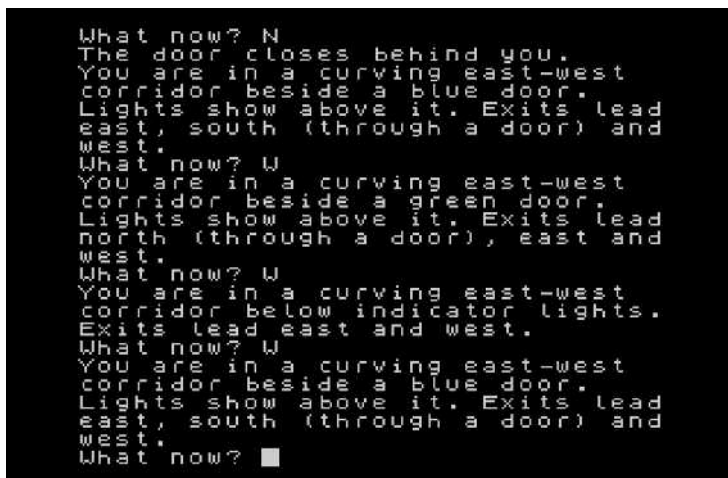 What now? N
The door closes behind you.
You are in a curving east-west
corridor beside a blue door.
Lights show above it. Exits lead
east, south (through a door) and
west.
What now? W
You are in a curving east-west
corridor beside a green door.
Lights show above it. Exits lead
north (through a door), east and
west.
What now? W
You are in a curving east-west
corridor below indicator lights.
Exits lead east and west.
What now? W
You are in a curving east-west
corridor beside a blue door.
Lights show above it. Exits lead
east, south (through a door) and
west.
What now?